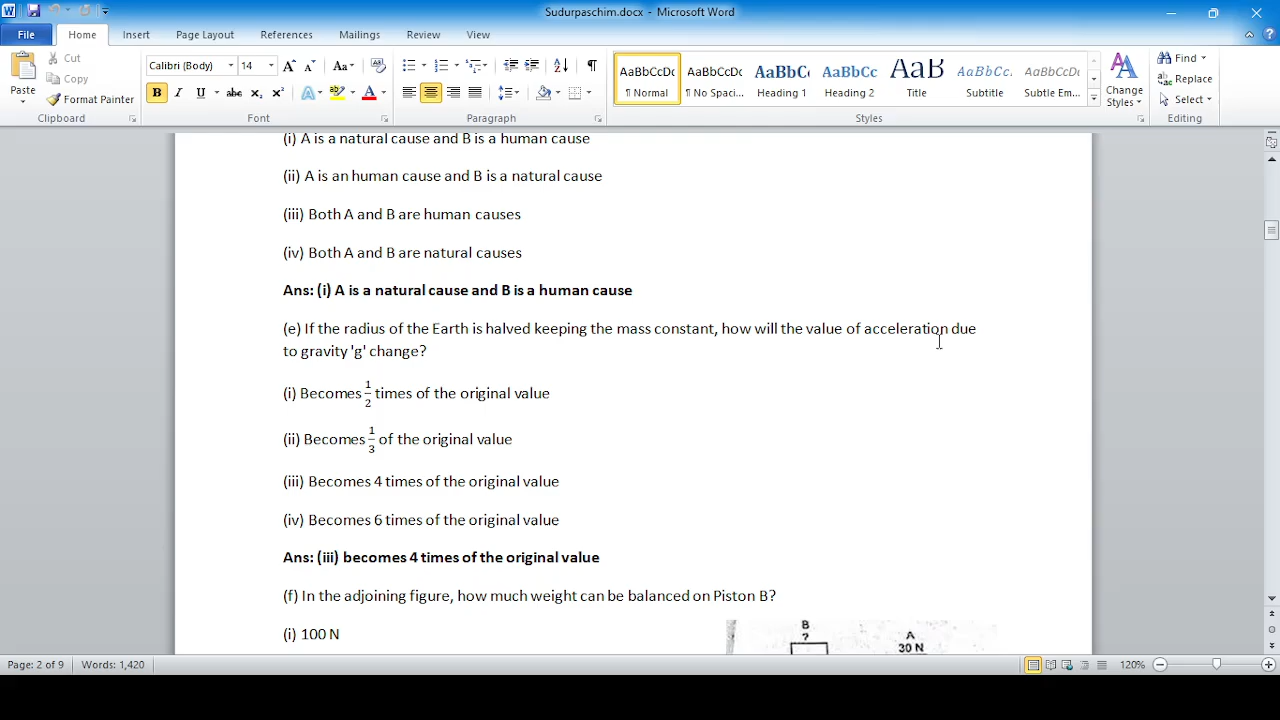 Sudurpaschim.docx - Microsoft Word
File Home Insert Page Layout References Mailings Review View
Paste
Cut
Copy
Format Painter
Clipboard
Calibri (Body) 14
B I U abc X₂ X² A ab A
Font
Paragraph
AaBbCcDc AaBbCcDc AaBbCc AaBbCc AaB AaBbCc. AaBbCcDc
¶ Normal ¶ No Spaci... Heading 1 Heading 2 Title Subtitle Subtle Em...
Styles
Change Styles
Find
Replace
Select
Editing
(i) A is a natural cause and B is a human cause
(ii) A is an human cause and B is a natural cause
(iii) Both A and B are human causes
(iv) Both A and B are natural causes
Ans: (i) A is a natural cause and B is a human cause
(e) If the radius of the Earth is halved keeping the mass constant, how will the value of acceleration due
to gravity 'g' change?
(i) Becomes 1/2 times of the original value
(ii) Becomes 1/3 of the original value
(iii) Becomes 4 times of the original value
(iv) Becomes 6 times of the original value
Ans: (iii) becomes 4 times of the original value
(f) In the adjoining figure, how much weight can be balanced on Piston B?
(i) 100 N
B
?
A
30 N
Page: 2 of 9 Words: 1,420 120%